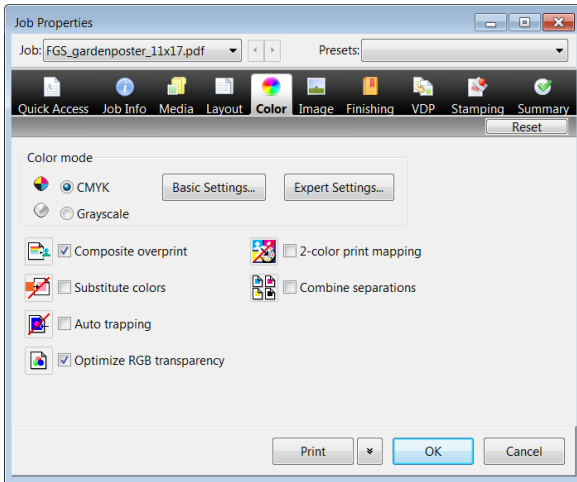 Job Properties
Job: FGS_gardenposter_11x17.pdf Presets:
Quick Access Job Info Media Layout Color Image Finishing VDP Stamping Summary
Reset
Color mode
CMYK Basic Settings... Expert Settings...
Grayscale
Composite overprint 2-color print mapping
Substitute colors Combine separations
Auto trapping
Optimize RGB transparency
Print OK Cancel